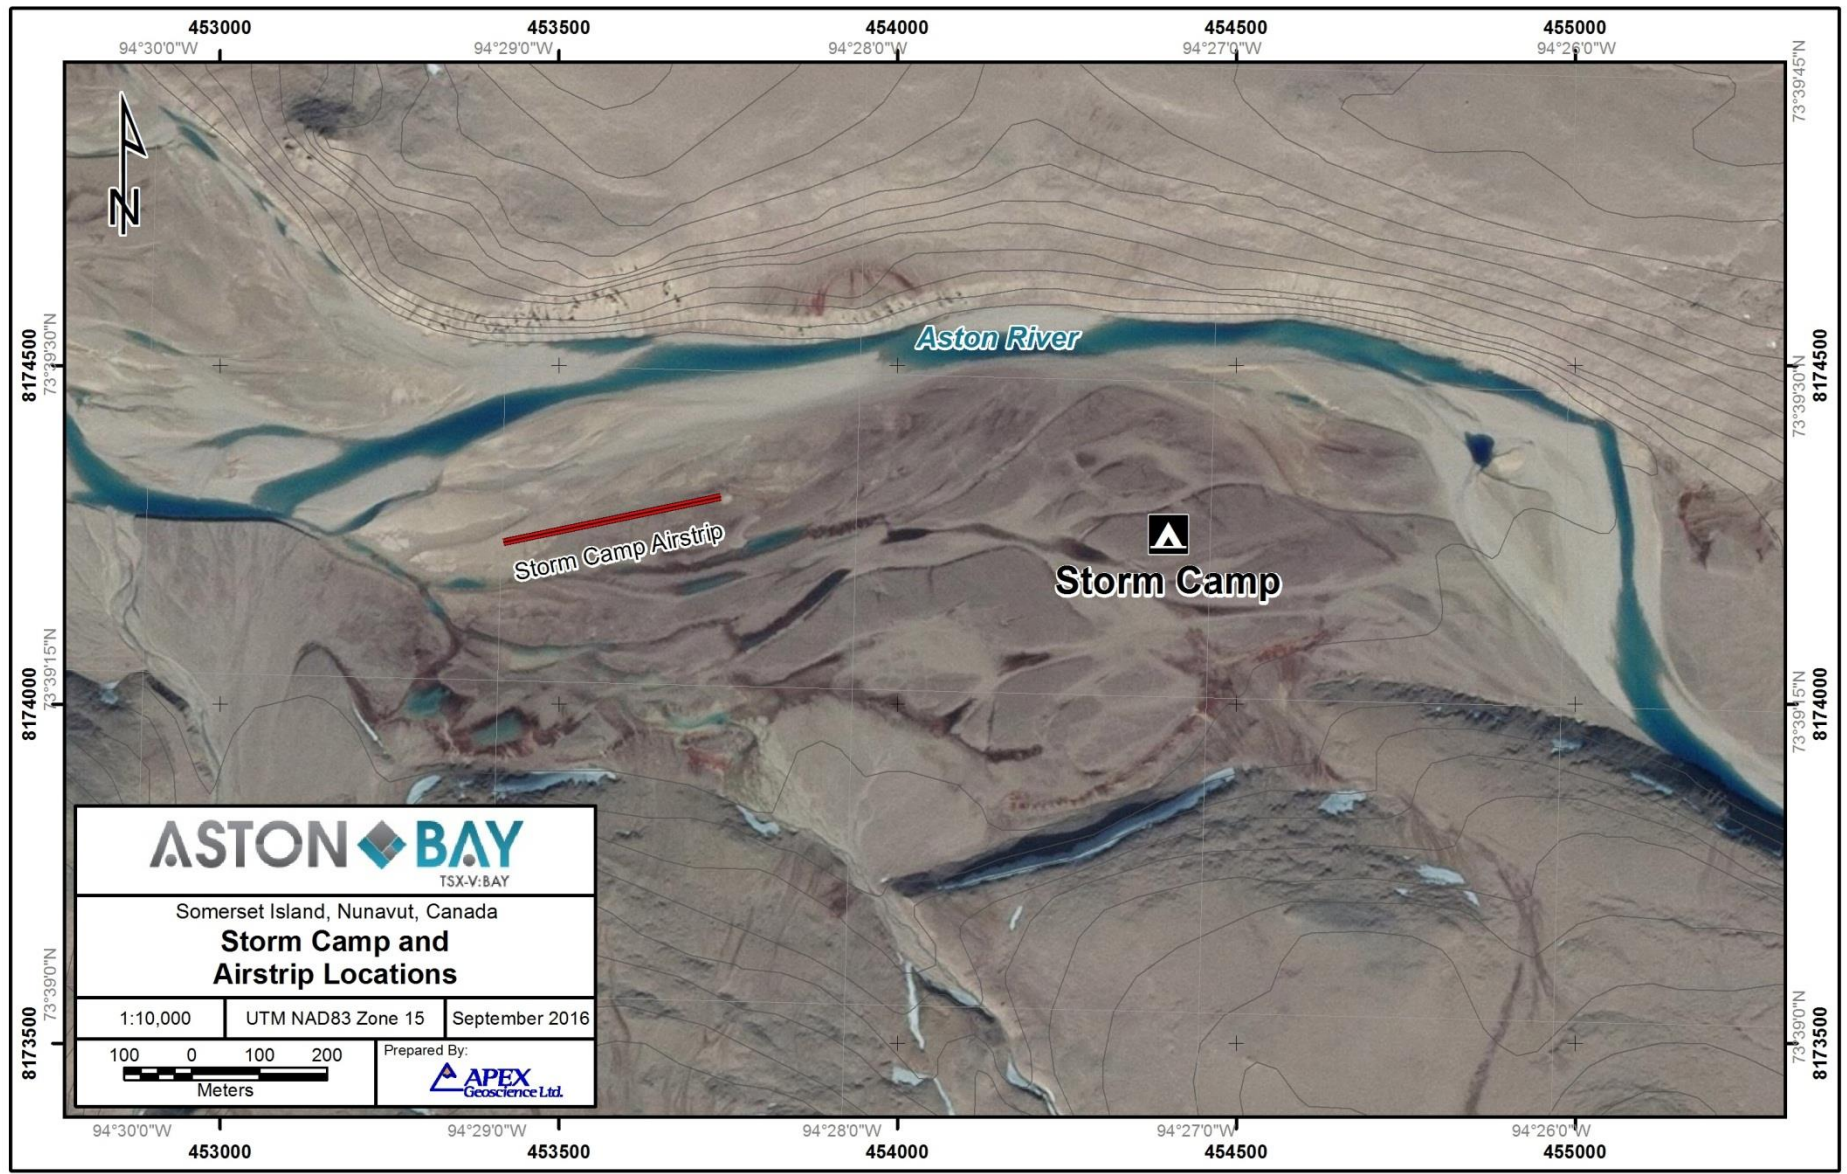 453000 453500 454000 454500 455000
94°30'0"W 94°29'0"W 94°28'0"W 94°27'0"W 94°26'0"W
73°39'45"N
N
Aston River
8174500
73°39'30"N
73°39'30"N
8174500
Storm Camp Airstrip
Storm Camp
8174000
73°39'15"N
73°39'15"N
8174000
ASTON BAY
TSX-V:BAY
Somerset Island, Nunavut, Canada
Storm Camp and
Airstrip Locations
1:10,000 UTM NAD83 Zone 15 September 2016
100 0 100 200
Meters
Prepared By:
APEX
Geoscience Ltd.
8173500
73°39'0"N
73°39'0"N
8173500
94°30'0"W 94°29'0"W 94°28'0"W 94°27'0"W 94°26'0"W
453000 453500 454000 454500 455000